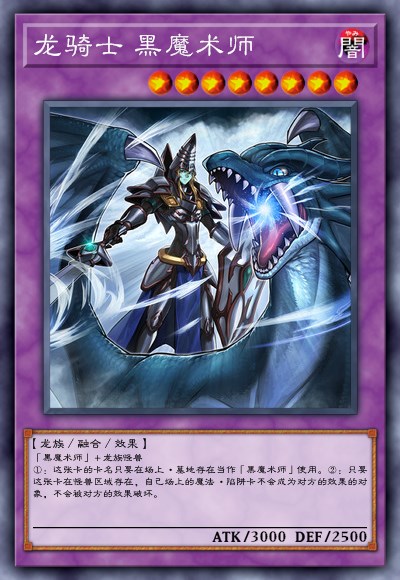 龙骑士 黑魔术师
やみ
闇
【龙族/融合/效果】
「黑魔术师」+龙族怪兽
①：这张卡的卡名只要在场上·墓地存在当作「黑魔术师」使用。②：只要
这张卡在怪兽区域存在，自己场上的魔法·陷阱卡不会成为对方的效果的对
象，不会被对方的效果破坏。
ATK/3000 DEF/2500